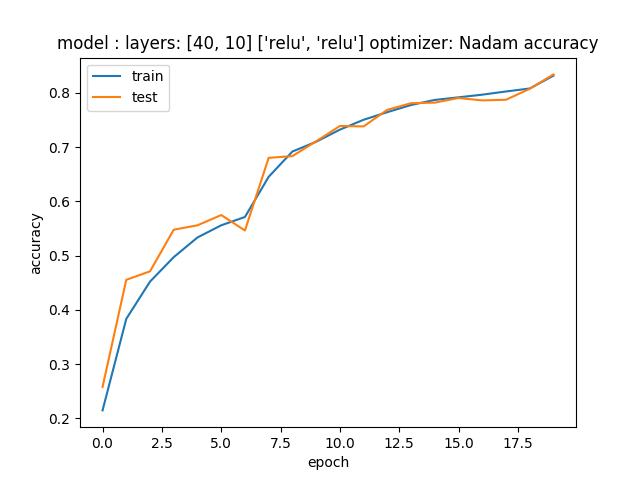 model : layers: [40, 10] ['relu', 'relu'] optimizer: Nadam accuracy
train
test
accuracy
0.8
0.7
0.6
0.5
0.4
0.3
0.2
0.0 2.5 5.0 7.5 10.0 12.5 15.0 17.5
epoch